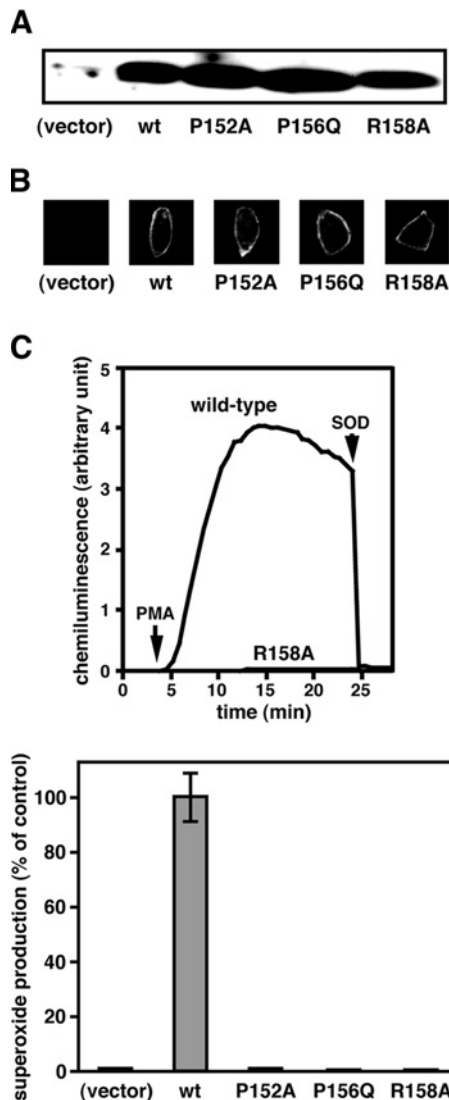 A
(vector) wt P152A P156Q R158A
B
(vector) wt P152A P156Q R158A
C
chemiluminescence (arbitrary unit)
5
4
3
2
1
0
wild-type
SOD
PMA
R158A
0 5 10 15 20 25
time (min)
superoxide production (% of control)
100
80
60
40
20
0
(vector) wt P152A P156Q R158A